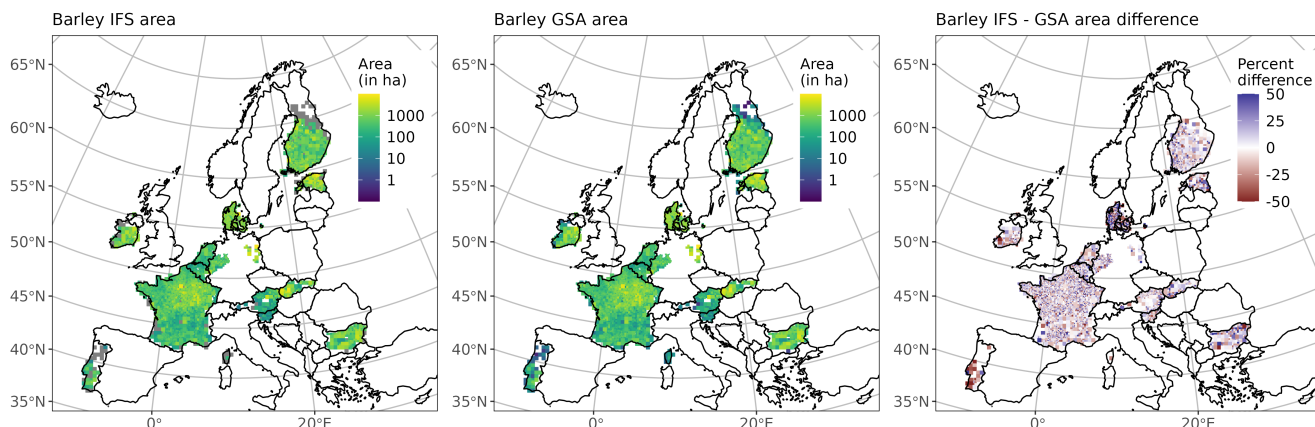 Barley IFS area
Barley GSA area
Barley IFS - GSA area difference
65°N
60°N
55°N
50°N
45°N
40°N
35°N
0°
20°E
Area
(in ha)
1000
100
10
1
65°N
60°N
55°N
50°N
45°N
40°N
35°N
0°
20°E
Area
(in ha)
1000
100
10
1
65°N
60°N
55°N
50°N
45°N
40°N
35°N
0°
20°E
Percent
difference
50
25
0
-25
-50